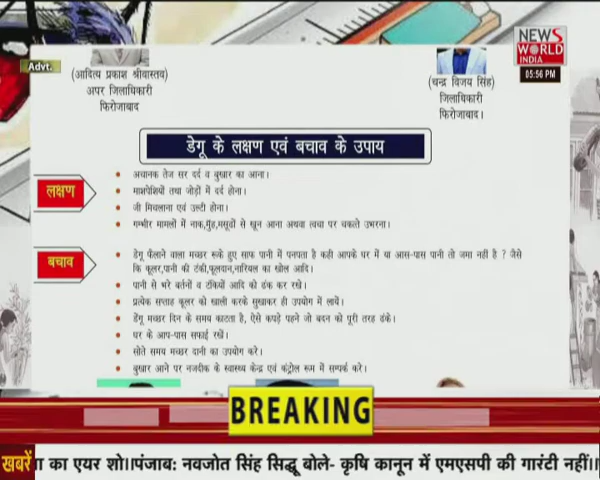 Advt.
NEWS
WORLD
INDIA
05:56 PM
(आदित्य प्रकाश श्रीवास्तव)
अपर जिलाधिकारी
फिरोजाबाद
(चन्द्र विजय सिंह)
जिलाधिकारी
फिरोजाबाद।
डेगू के लक्षण एवं बचाव के उपाय
लक्षण
अचानक तेज सर दर्द व बुखार का आना।
मांशपेशियों तथा जोड़ों में दर्द होना।
जी मिचलाना एवं उल्टी होना।
गम्भीर मामलों में नाक,मुँह,मसूढ़ों से खून आना अथवा त्वचा पर चकत्ते उभरना।
बचाव
डेंगू फैलाने वाला मच्छर रूके हुए साफ पानी में पनपता है कही आपके घर में या आस-पास पानी तो जमा नहीं है ? जैसे
कि कूलर,पानी की टंकी,फूलदान,नारियल का खोल आदि।
पानी से भरे बर्तनों व टंकियों आदि को ढंक कर रखें।
प्रत्येक सप्ताह कूलर को खाली करके सुखाकर ही उपयोग में लायें।
डेंगू मच्छर दिन के समय काटता है, ऐसे कपड़े पहने जो बदन को पूरी तरह ढंके।
घर के आप-पास सफाई रखें।
सोते समय मच्छर दानी का उपयोग करे।
बुखार आने पर नजदीक के स्वास्थ्य केन्द्र एवं कंट्रोल रूम में सम्पर्क करे।
BREAKING
खबरें
का एयर शो।।पंजाब: नवजोत सिंह सिद्धू बोले- कृषि कानून में एमएसपी की गारंटी नहीं।।